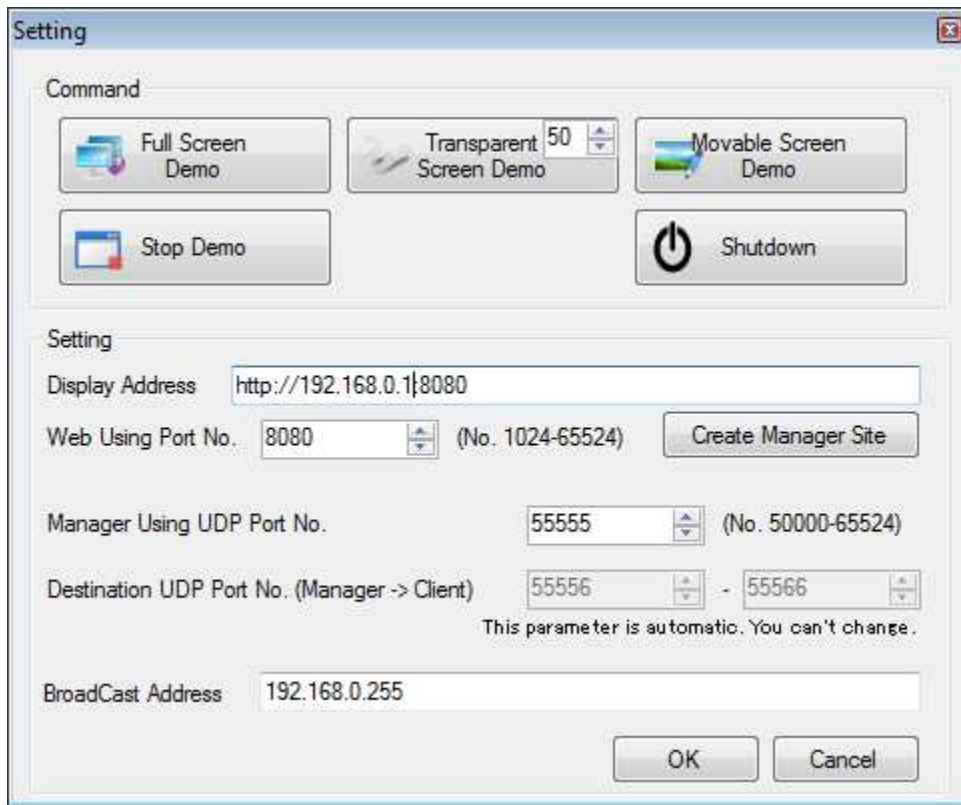 Setting
Command
Full Screen
Demo
Transparent 50
Screen Demo
Movable Screen
Demo
Stop Demo
Shutdown
Setting
Display Address http://192.168.0.1:8080
Web Using Port No. 8080 (No. 1024-65524) Create Manager Site
Manager Using UDP Port No. 55555 (No. 50000-65524)
Destination UDP Port No. (Manager -> Client) 55556 - 55566
This parameter is automatic. You can't change.
BroadCast Address 192.168.0.255
OK Cancel